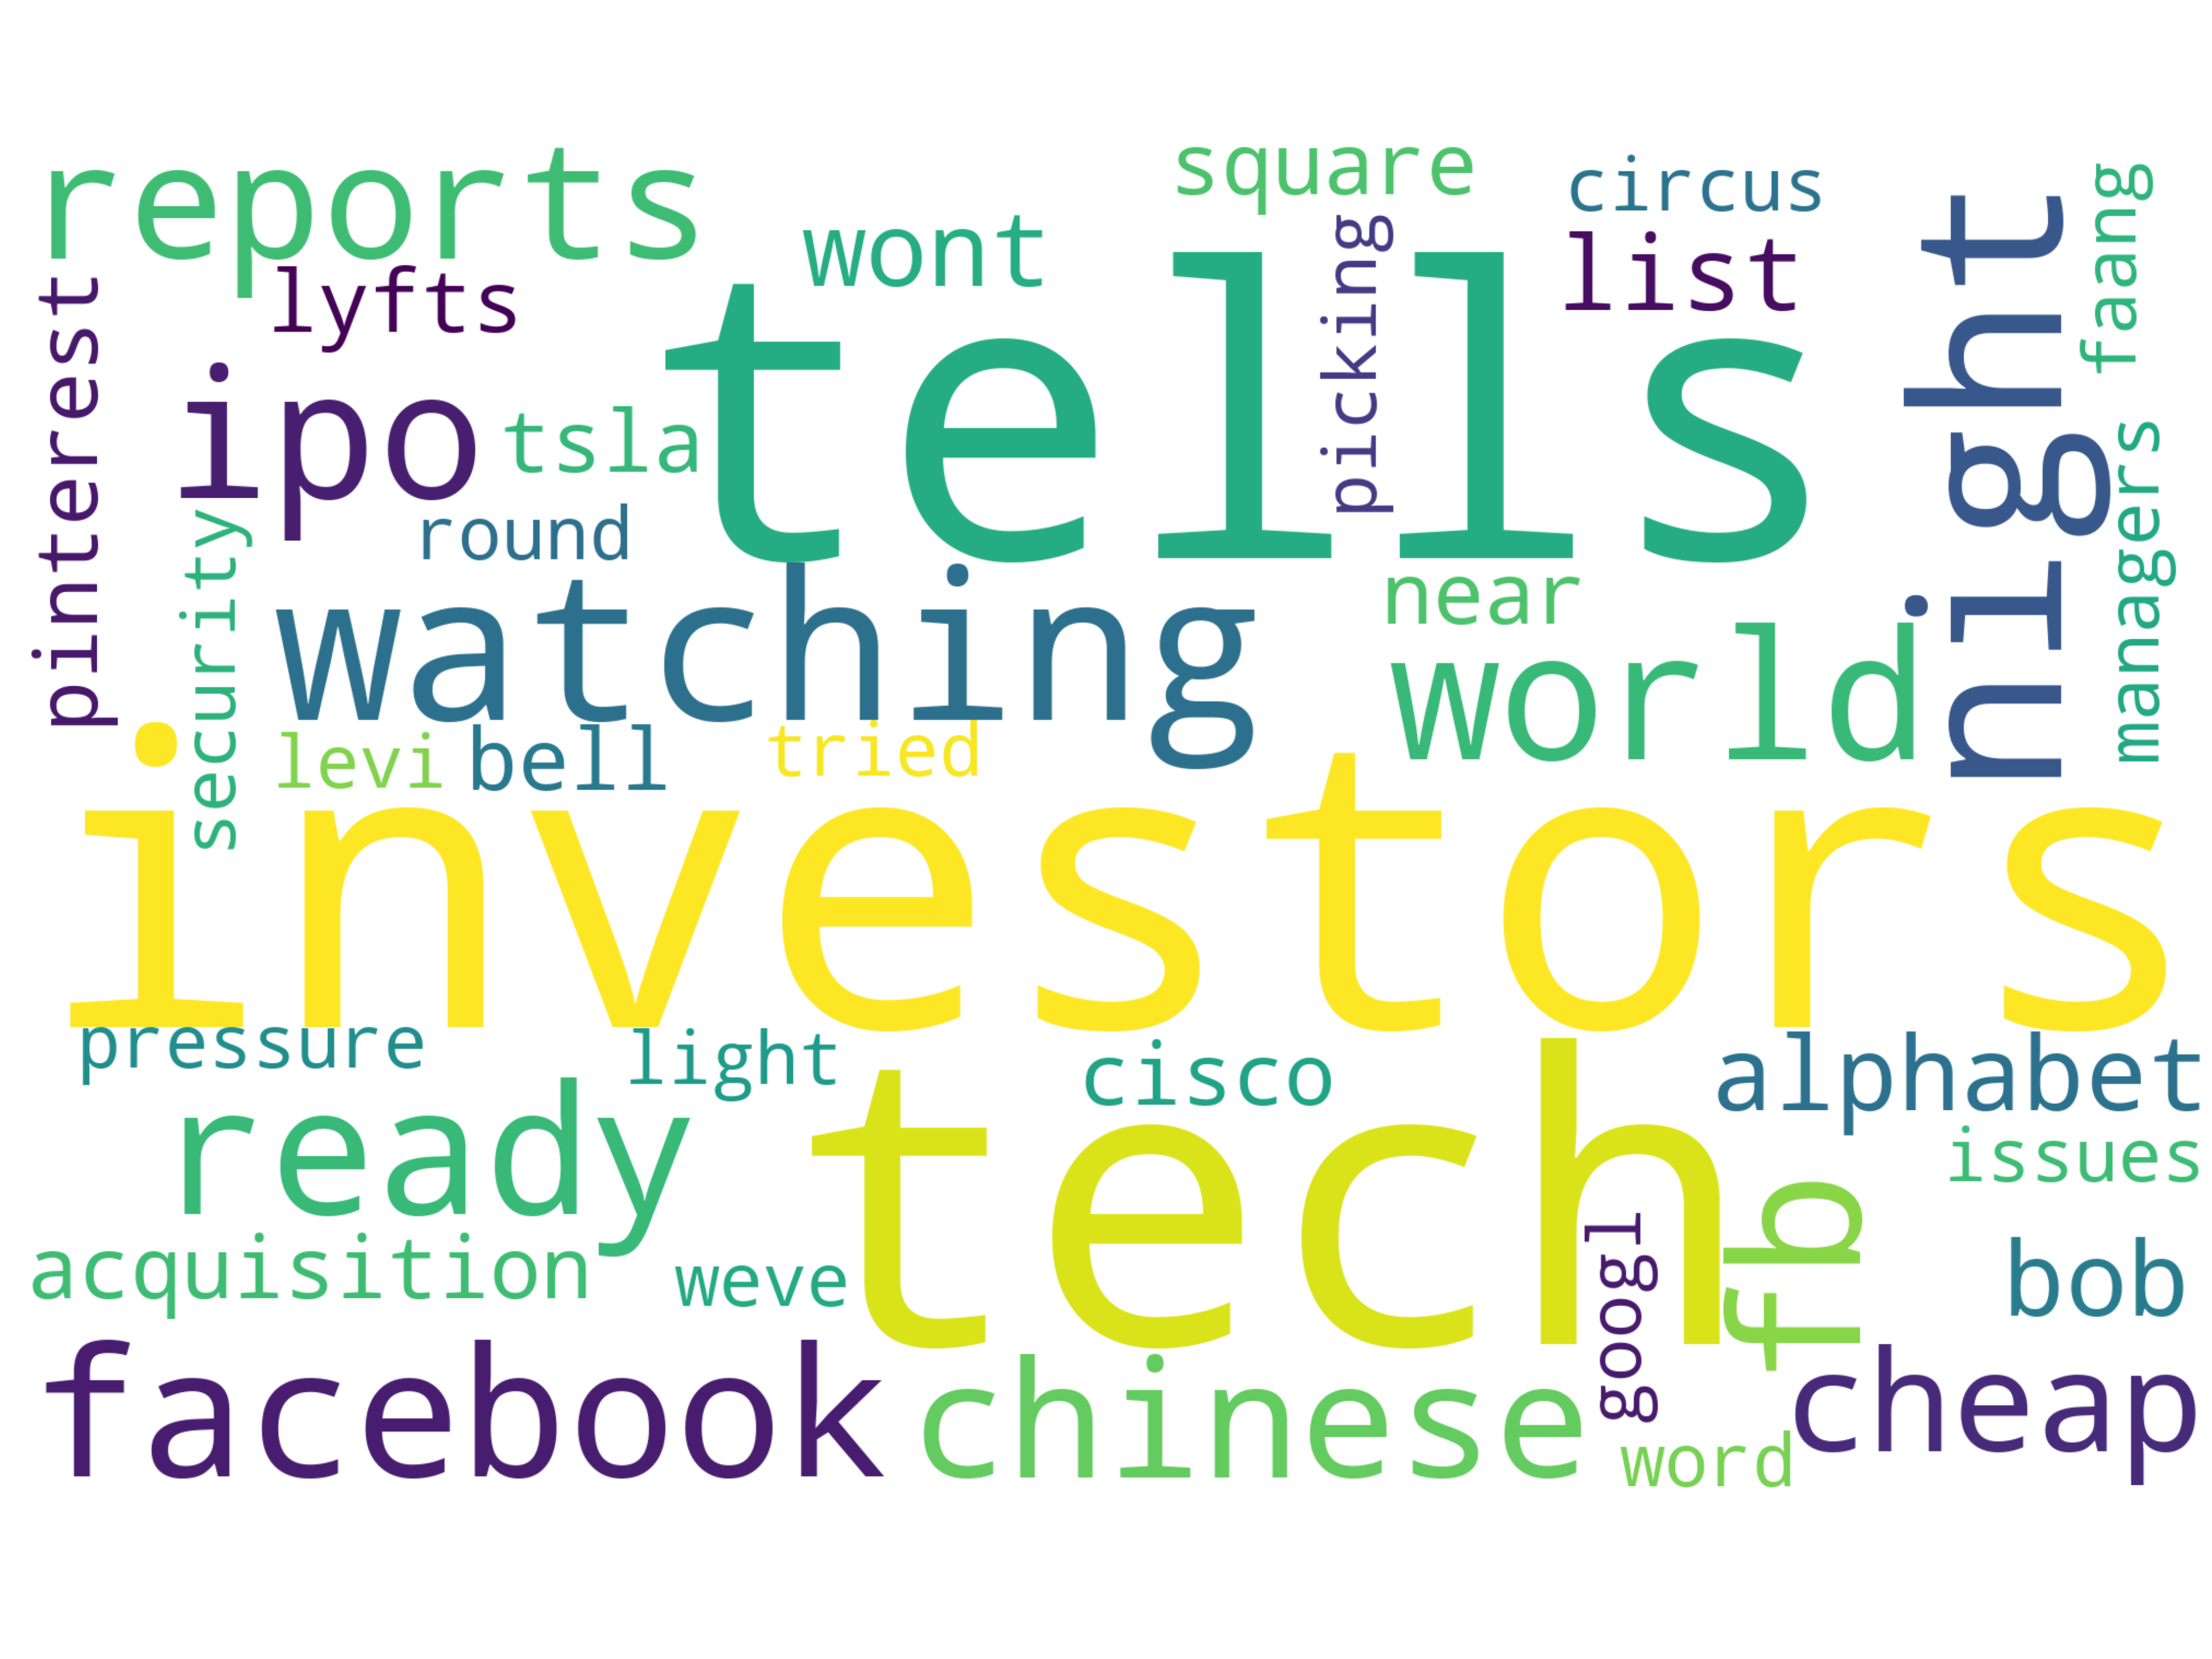 reports
square
circus
faang
wont
list
lyfts
picking
night
pinterest
tells
ipo
tsla
managers
round
security
watching
near
world
levi
bell
tried
investors
pressure
light
cisco
alphabet
ready
tech
issues
fb
googl
acquisition
weve
bob
facebook
chinese
cheap
word